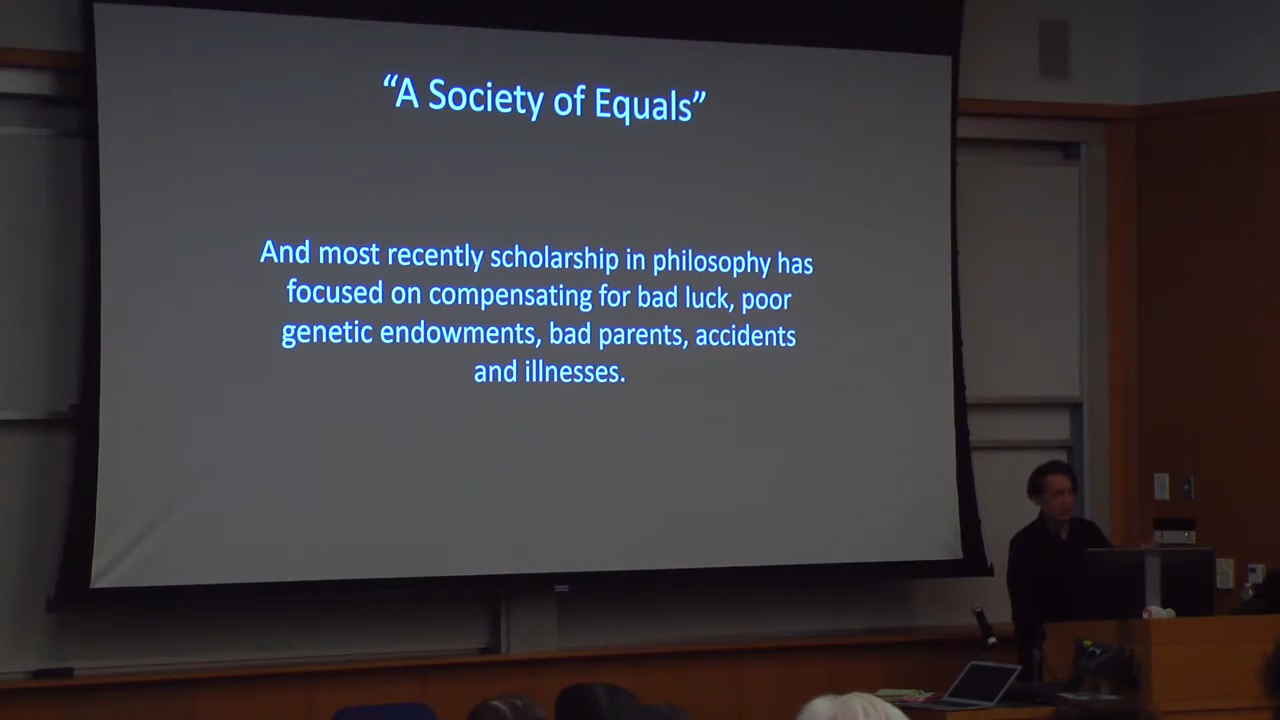 “A Society of Equals”
And most recently scholarship in philosophy has
focused on compensating for bad luck, poor
genetic endowments, bad parents, accidents
and illnesses.